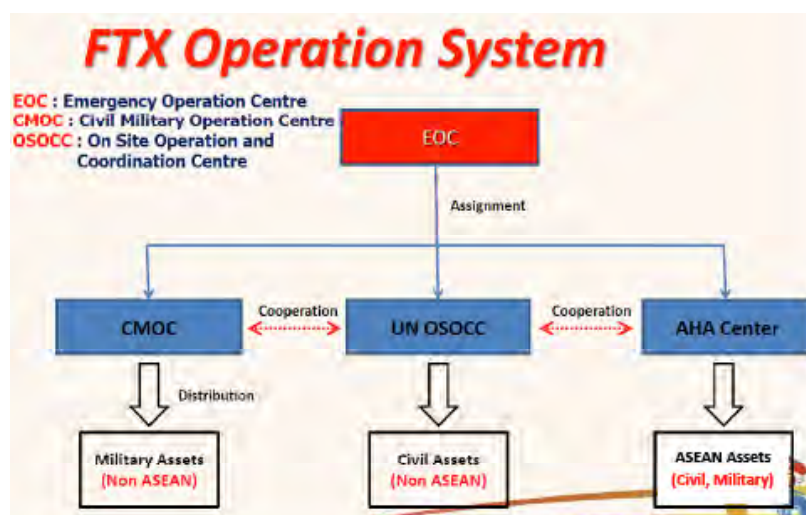 FTX Operation System
EOC : Emergency Operation Centre
CMOC : Civil Military Operation Centre
OSOCC : On Site Operation and
Coordination Centre
EOC
Assignment
CMOC
Cooperation
UN OSOCC
Cooperation
AHA Center
Distribution
Military Assets
(Non ASEAN)
Civil Assets
(Non ASEAN)
ASEAN Assets
(Civil, Military)